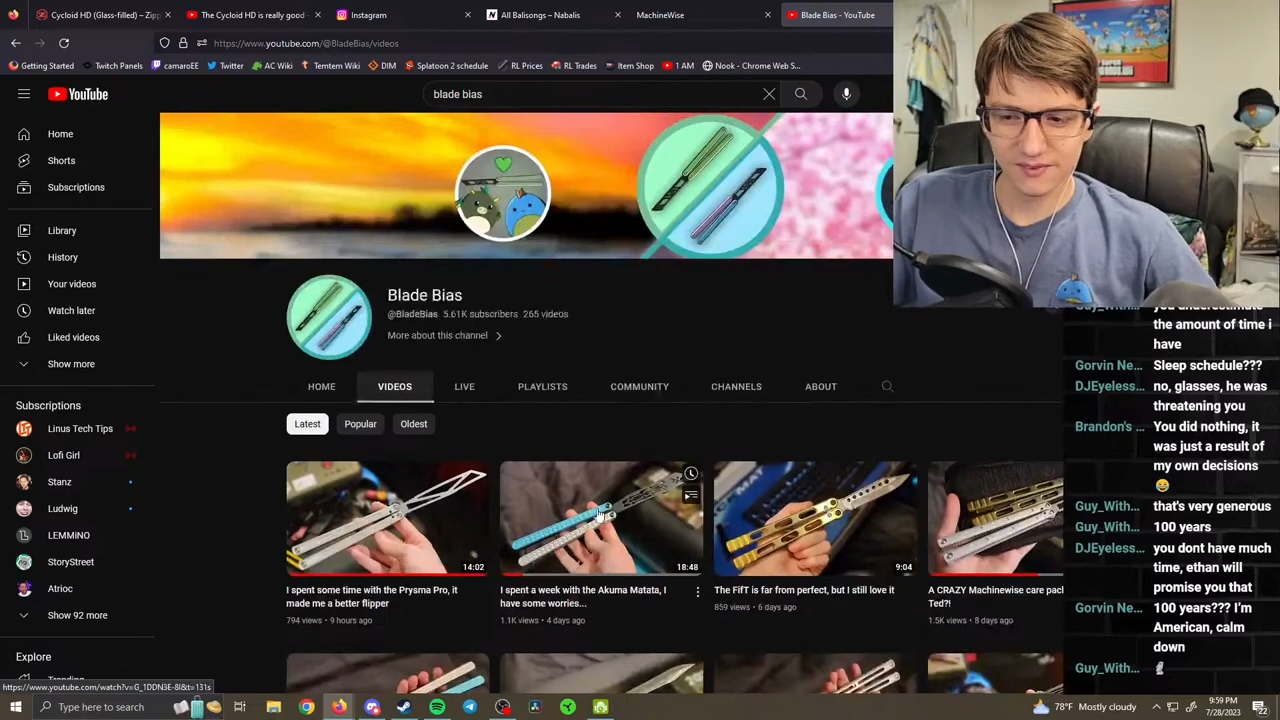 Cycloid HD (Glass-filled) – Zipp
The Cycloid HD is really good -
Instagram
All Balisongs – Nabalis
MachineWise
Blade Bias - YouTube
https://www.youtube.com/@BladeBias/videos
Getting Started
Twitch Panels
camaroEE
Twitter
AC Wiki
Temtem Wiki
DIM
Splatoon 2 schedule
RL Prices
RL Trades
Item Shop
1 AM
Nook - Chrome Web S...
YouTube
blade bias
Home
Shorts
Subscriptions
Library
History
Your videos
Watch later
Liked videos
Show more
Subscriptions
Linus Tech Tips
Lofi Girl
Stanz
Ludwig
LEMMiNO
StoryStreet
Atrioc
Show 92 more
Explore
Blade Bias
@BladeBias 5.61K subscribers 265 videos
More about this channel
HOME
VIDEOS
LIVE
PLAYLISTS
COMMUNITY
CHANNELS
ABOUT
Latest
Popular
Oldest
14:02
18:48
9:04
I spent some time with the Prysma Pro, it
made me a better flipper
794 views • 9 hours ago
I spent a week with the Akuma Matata, I
have some worries...
1.1K views • 4 days ago
The FifT is far from perfect, but I still love it
859 views • 6 days ago
A CRAZY Machinewise care pac
Ted?!
1.5K views • 8 days ago
the amount of time i
have
Gorvin Ne... Sleep schedule???
DJEyeless... no, glasses, he was
threatening you
Brandon's ... You did nothing, it
was just a result of
my own decisions
😂
Guy_With... that's very generous
Guy_With... 100 years
DJEyeless... you dont have much
time, ethan will
promise you that
Gorvin Ne... 100 years??? I'm
American, calm
down
Guy_With...
https://www.youtube.com/watch?v=G_1DDN3E-8I&t=131s
Type here to search
78°F Mostly cloudy
9:59 PM
7/28/2023
22